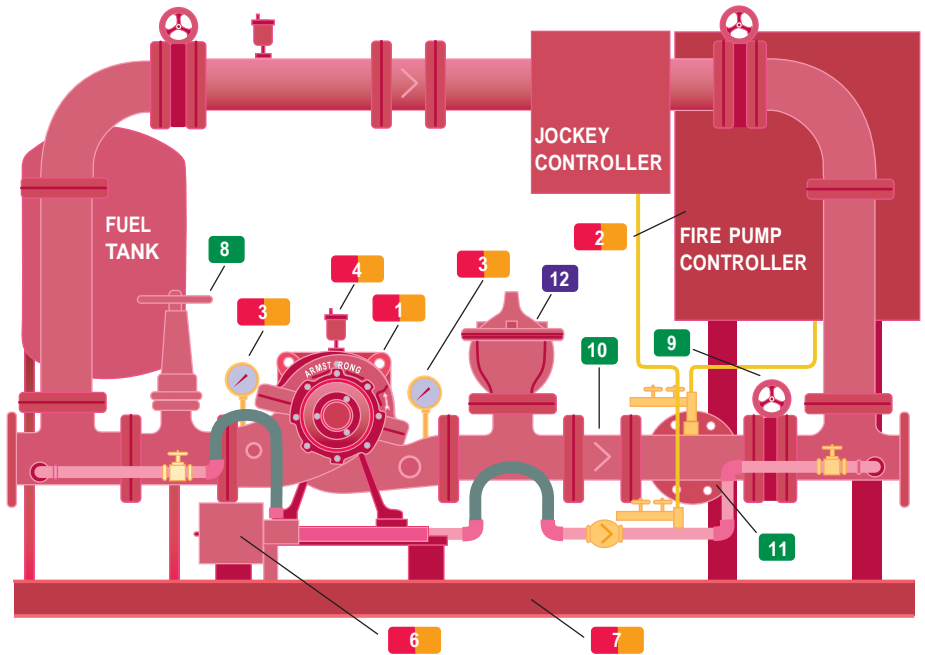 JOCKEY
CONTROLLER
FUEL
TANK
FIRE PUMP
CONTROLLER
2
8
3
4
3
1
12
10
9
ARMSTRONG
11
6
7